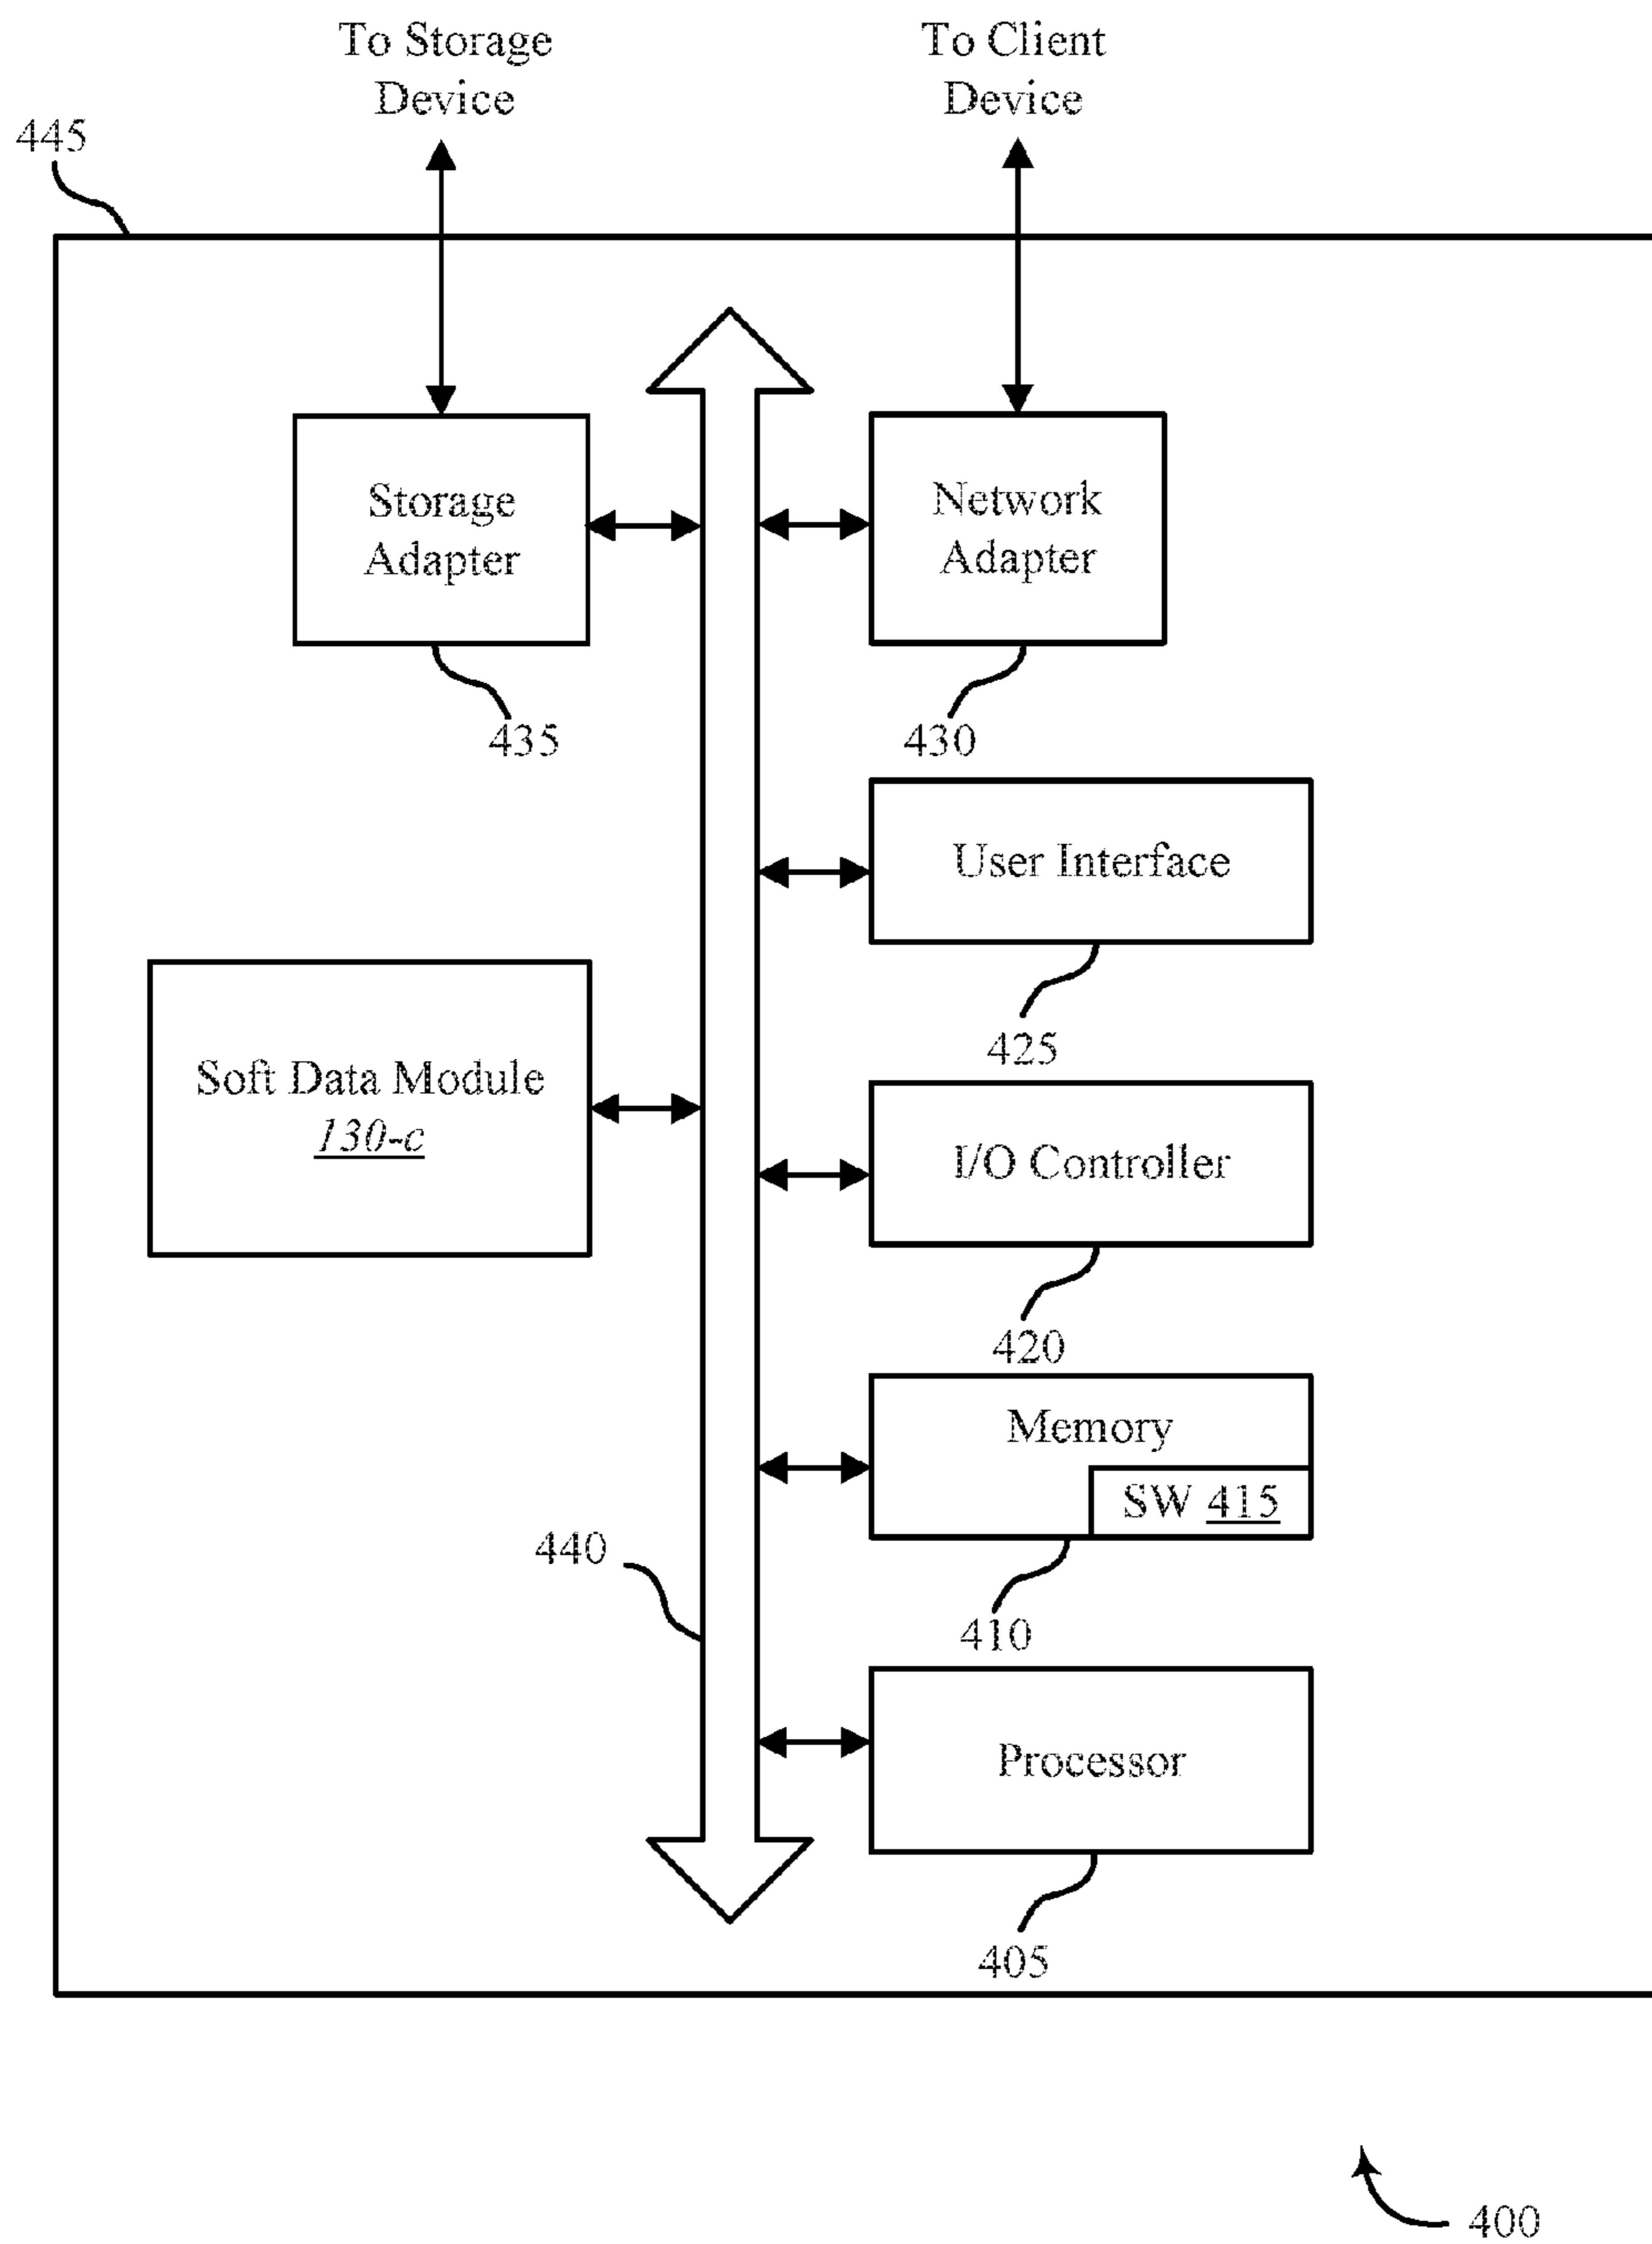 To Storage
Device
To Client
Device
445
Storage
Adapter
Network
Adapter
435
430
User Interface
425
Soft Data Module
130-c
I/O Controller
420
Memory
SW 415
440
410
Processor
405
400